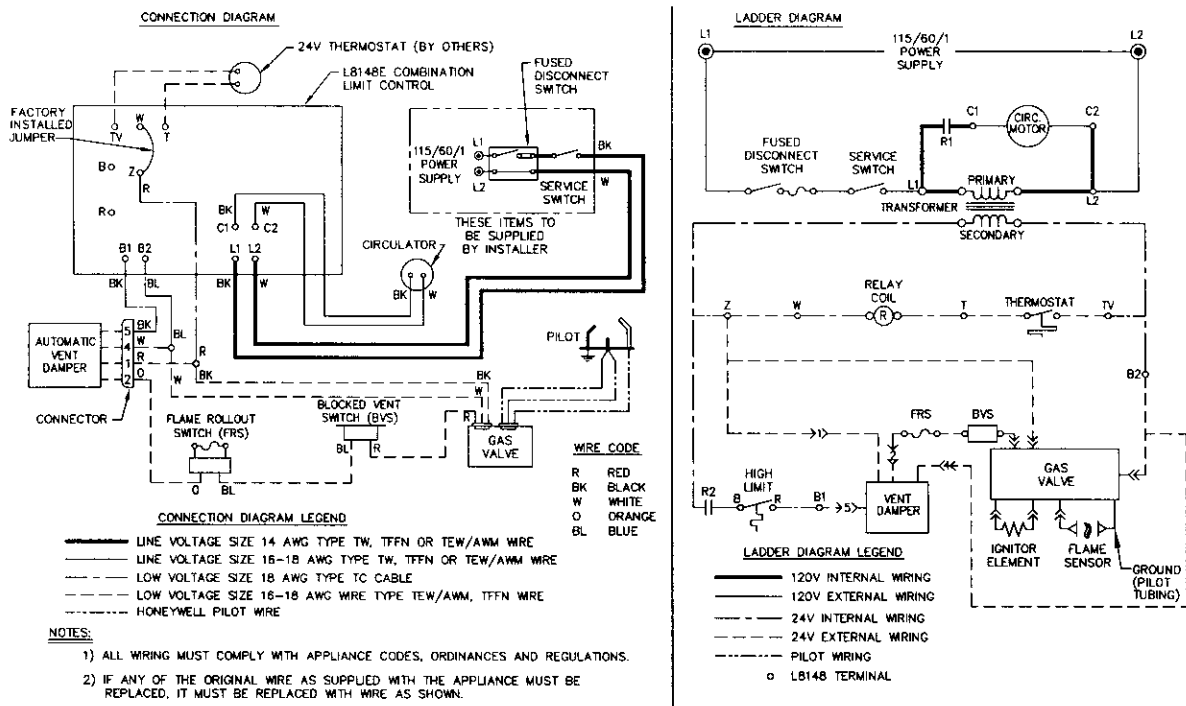 CONNECTION DIAGRAM
24V THERMOSTAT (BY OTHERS)
L8148E COMBINATION
LIMIT CONTROL
FACTORY
INSTALLED
JUMPER
TV
W
T
B
Z
R
R
BK
W
C1
C2
B1 B2
L1 L2
BK
BL
BK
W
FUSED
DISCONNECT
SWITCH
L1
115/60/1
POWER
SUPPLY
L2
BK
W
SERVICE
SWITCH
THESE ITEMS TO
BE SUPPLIED
BY INSTALLER
CIRCULATOR
BK
W
AUTOMATIC
VENT
DAMPER
5
4
1
2
BK
W
R
O
BL
W
R
BK
CONNECTOR
FLAME ROLLOUT
SWITCH (FRS)
O
BL
BLOCKED VENT
SWITCH (BVS)
BL
R
PILOT
BK
W
R
GAS
VALVE
WIRE CODE
R RED
BK BLACK
W WHITE
O ORANGE
BL BLUE
CONNECTION DIAGRAM LEGEND
LINE VOLTAGE SIZE 14 AWG TYPE TW, TFFN OR TEW/AWM WIRE
LINE VOLTAGE SIZE 16-18 AWG TYPE TW, TFFN OR TEW/AWM WIRE
LOW VOLTAGE SIZE 18 AWG TYPE TC CABLE
LOW VOLTAGE SIZE 16-18 AWG WIRE TYPE TEW/AWM, TFFN WIRE
HONEYWELL PILOT WIRE
NOTES:
1) ALL WIRING MUST COMPLY WITH APPLIANCE CODES, ORDINANCES AND REGULATIONS.
2) IF ANY OF THE ORIGINAL WIRE AS SUPPLIED WITH THE APPLIANCE MUST BE
REPLACED, IT MUST BE REPLACED WITH WIRE AS SHOWN.
LADDER DIAGRAM
L1
115/60/1
POWER
SUPPLY
L2
C1
C2
R1
CIRC.
MOTOR
FUSED
DISCONNECT
SWITCH
SERVICE
SWITCH
L1
PRIMARY
L2
TRANSFORMER
SECONDARY
Z
W
RELAY
COIL
R
T
THERMOSTAT
TV
B2
1
FRS
BVS
GAS
VALVE
R2
HIGH
LIMIT
B
R
B1
5
VENT
DAMPER
IGNITOR
ELEMENT
FLAME
SENSOR
GROUND
(PILOT
TUBING)
LADDER DIAGRAM LEGEND
120V INTERNAL WIRING
120V EXTERNAL WIRING
24V INTERNAL WIRING
24V EXTERNAL WIRING
PILOT WIRING
L8148 TERMINAL